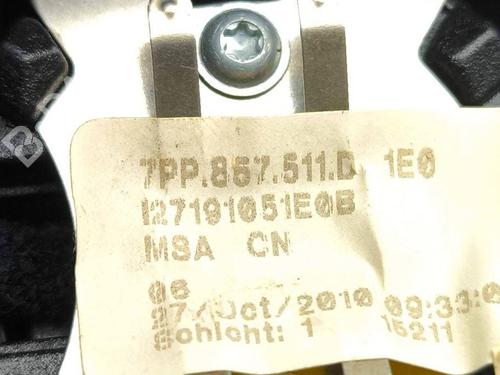 7PP.867.511.D 1E0
I27191051E0B
MSA CN
06
27/Oct/2010 09:33:0
Schicht: 1 15211